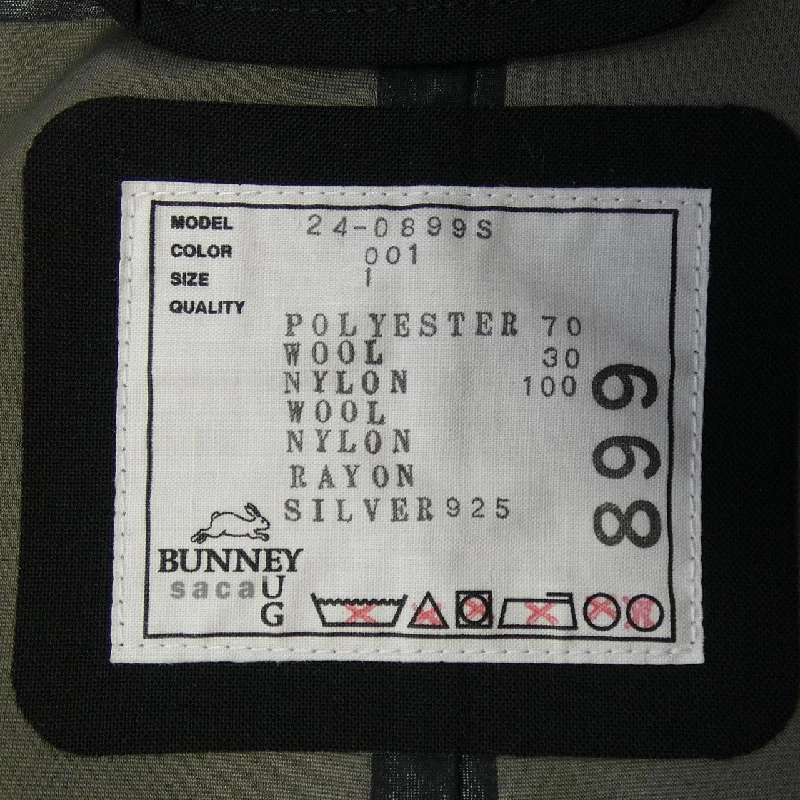 MODEL 24-0899S
COLOR 001
SIZE 1
QUALITY
POLYESTER 70
WOOL 30
NYLON 100
WOOL
NYLON
RAYON
SILVER925
899
BUNNEY
sacaU
G